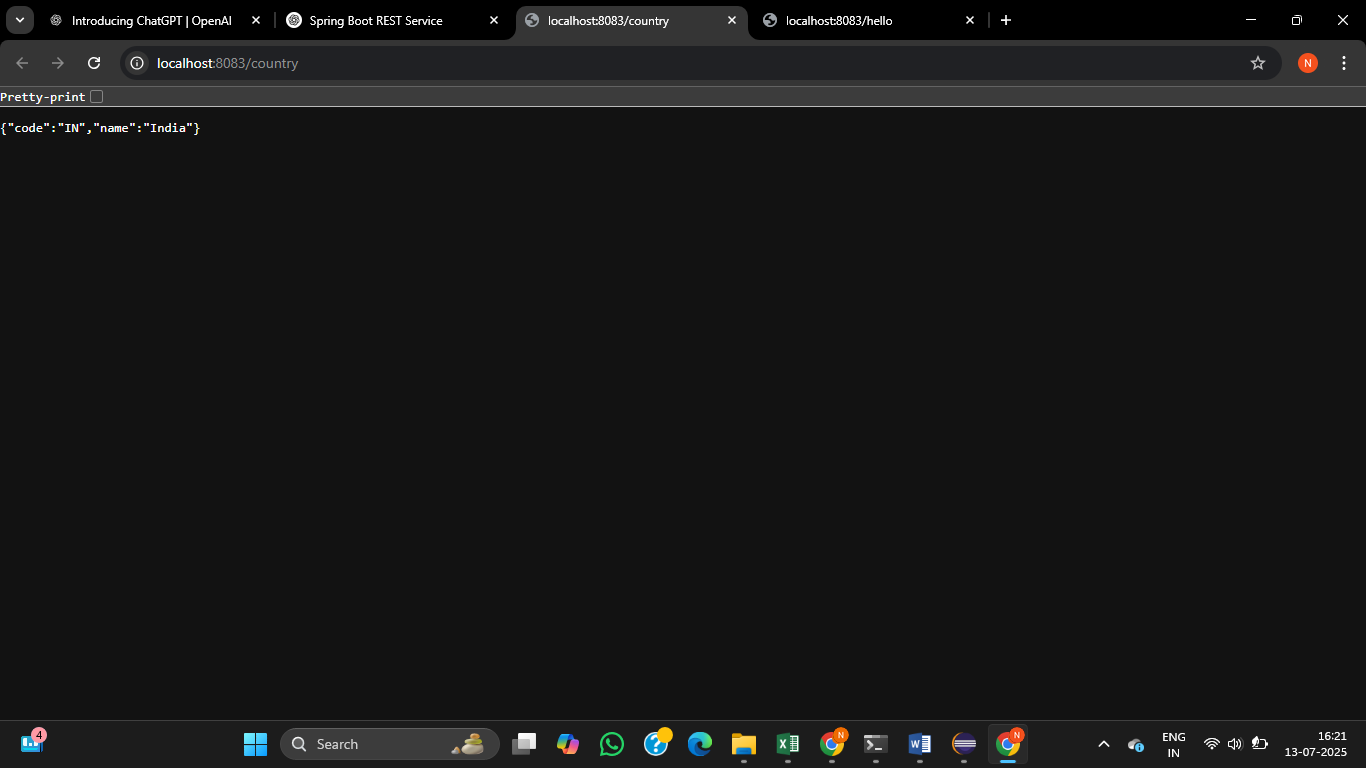 Introducing ChatGPT | OpenAI
Spring Boot REST Service
localhost:8083/country
localhost:8083/hello
localhost:8083/country
N
Pretty-print
{"code":"IN","name":"India"}
4
Search
N
N
ENG
IN
16:21
13-07-2025